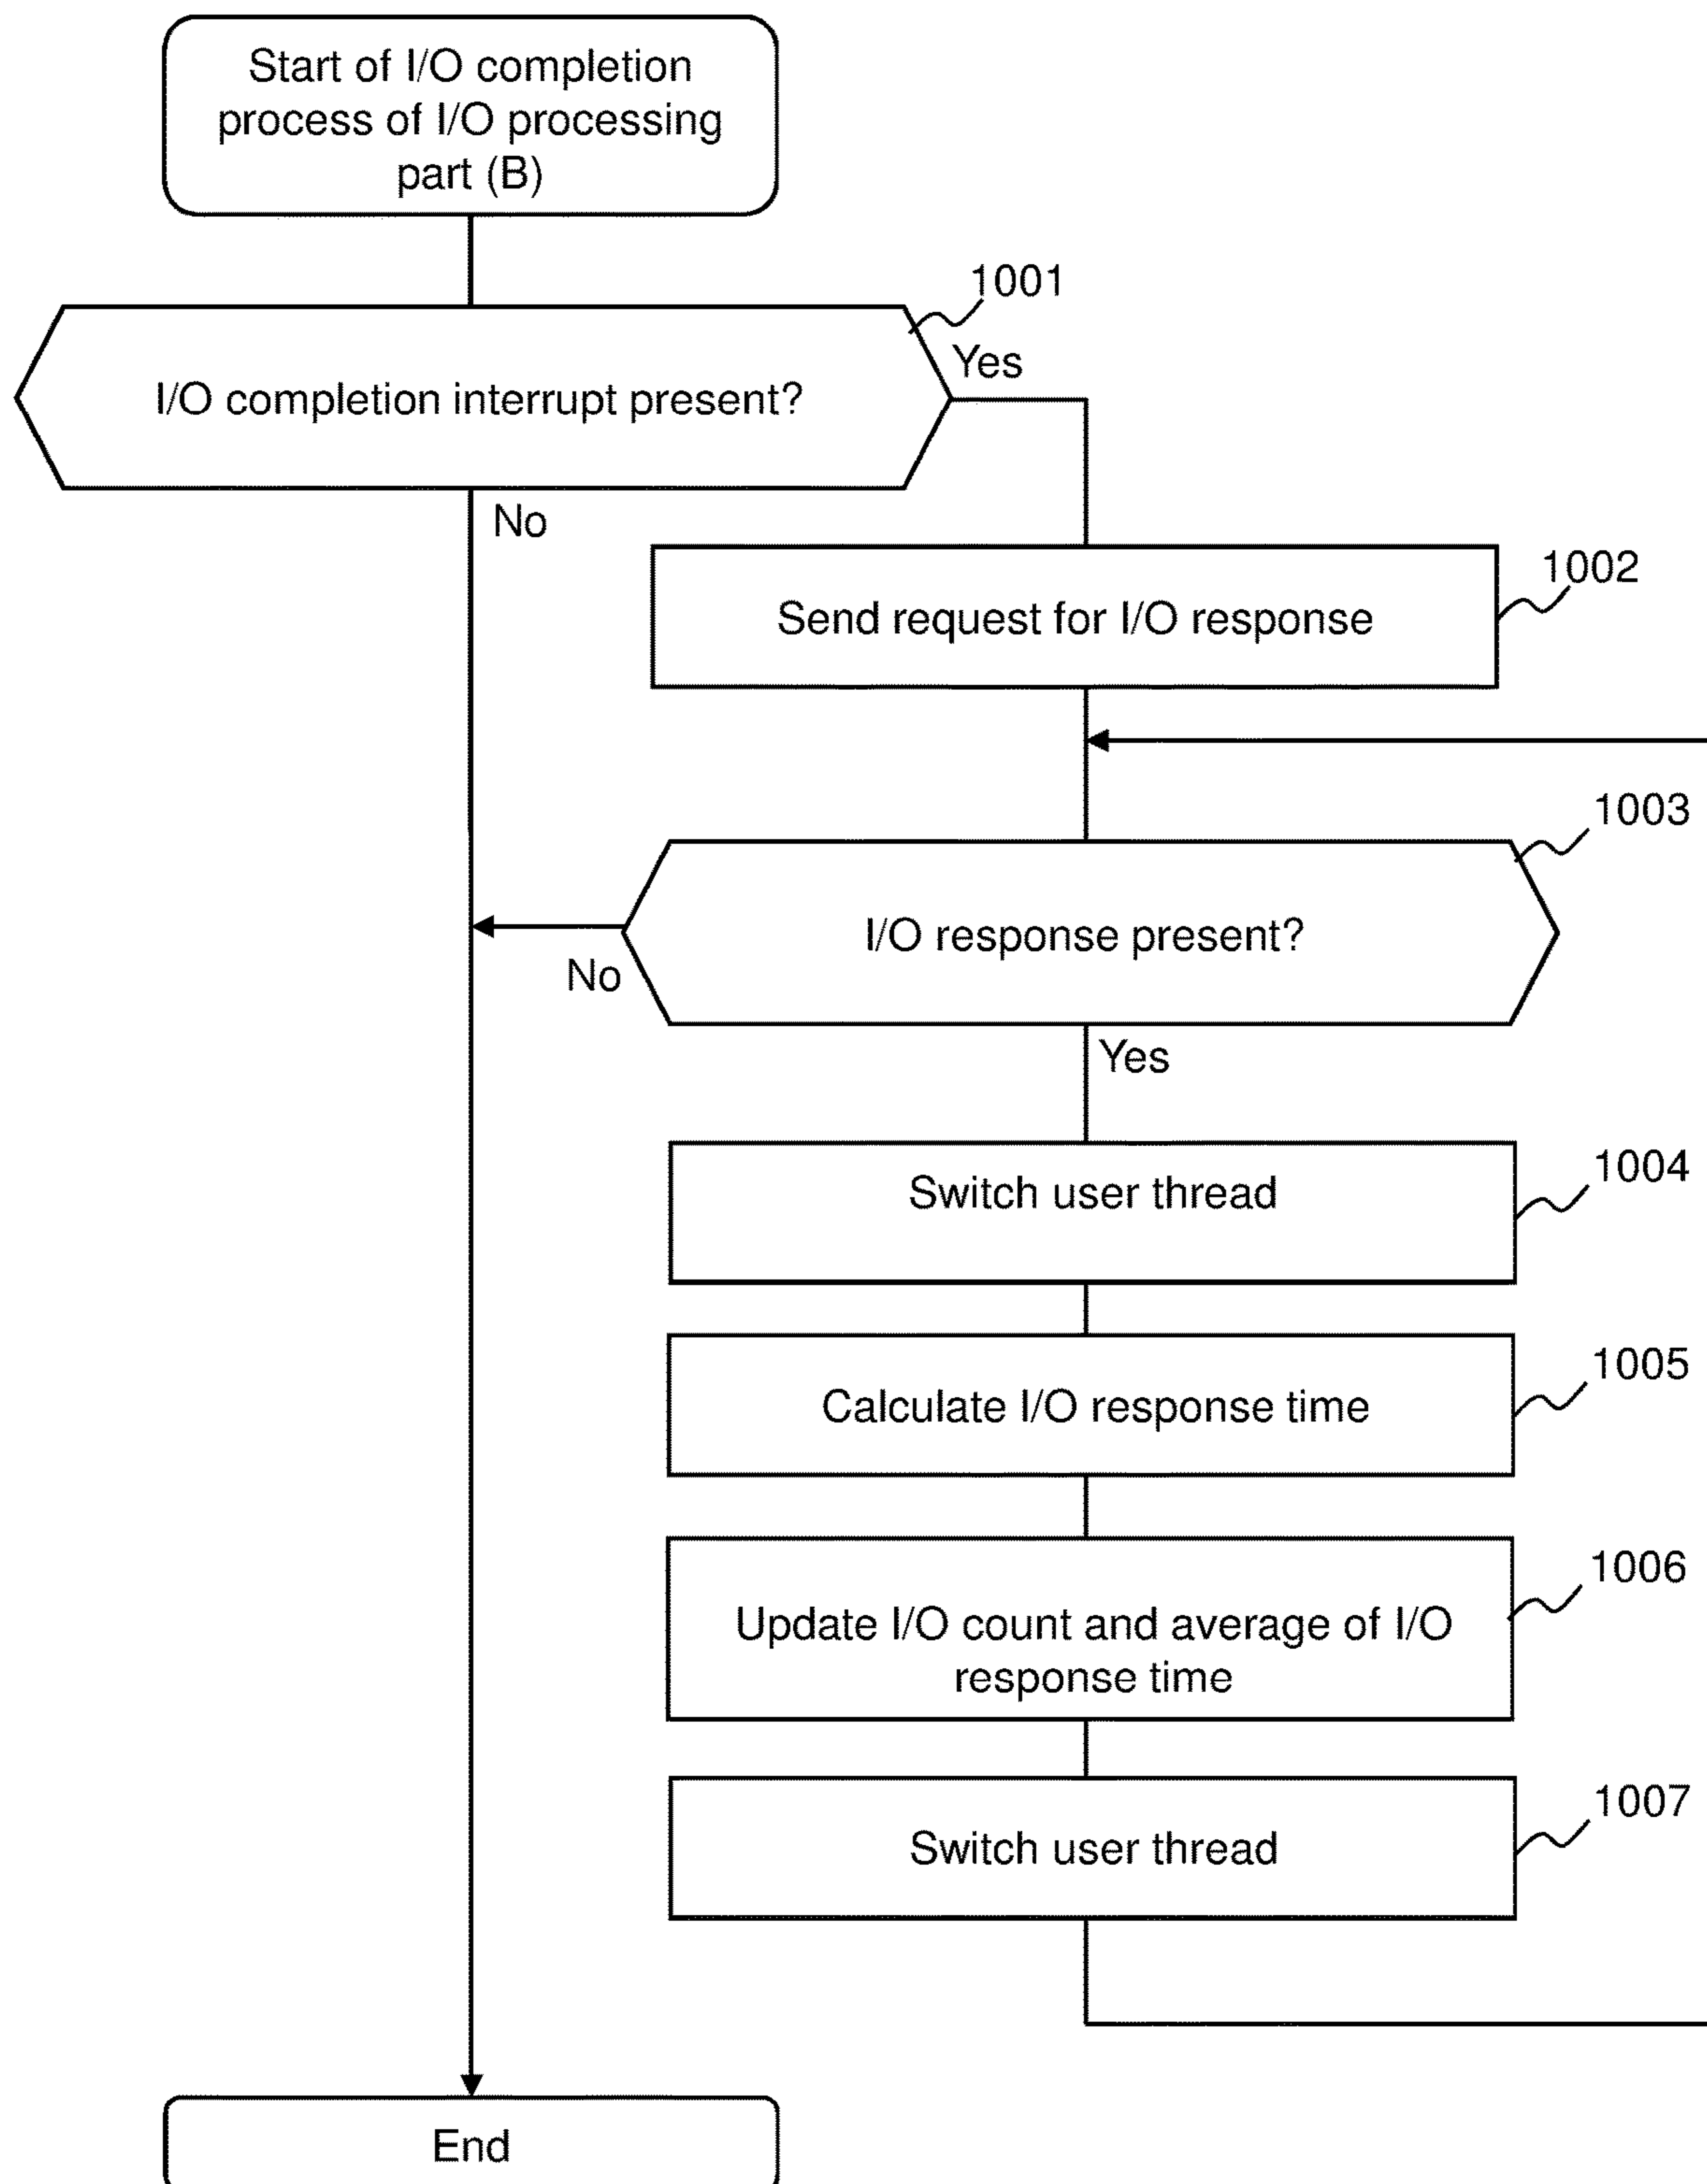 Start of I/O completion
process of I/O processing
part (B)
1001
Yes
I/O completion interrupt present?
No
1002
Send request for I/O response
1003
I/O response present?
No
Yes
1004
Switch user thread
1005
Calculate I/O response time
1006
Update I/O count and average of I/O
response time
1007
Switch user thread
End